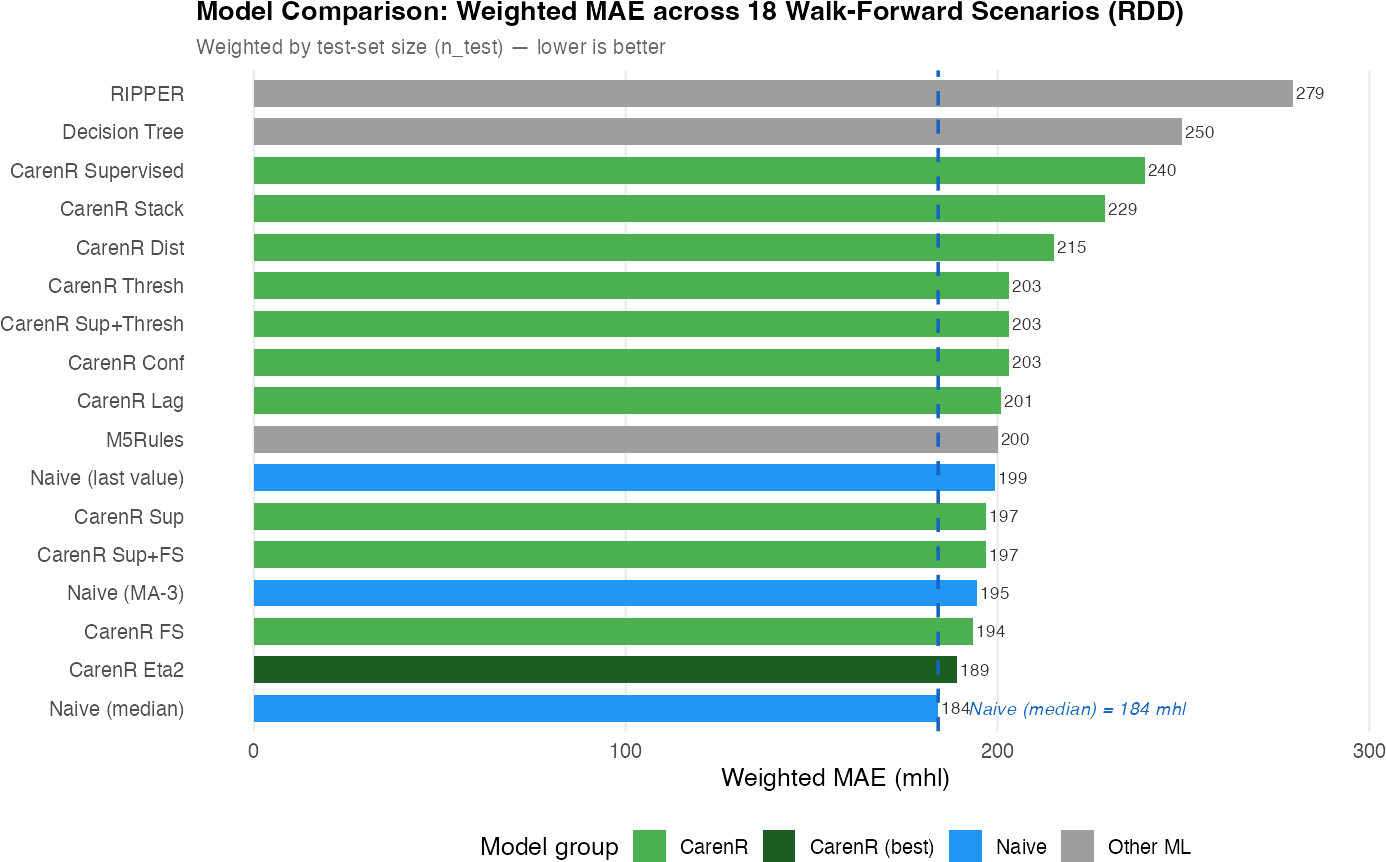 Model Comparison: Weighted MAE across 18 Walk-Forward Scenarios (RDD)
Weighted by test-set size (n_test) — lower is better
RIPPER 279
Decision Tree 250
CarenR Supervised 240
CarenR Stack 229
CarenR Dist 215
CarenR Thresh 203
CarenR Sup+Thresh 203
CarenR Conf 203
CarenR Lag 201
M5Rules 200
Naive (last value) 199
CarenR Sup 197
CarenR Sup+FS 197
Naive (MA-3) 195
CarenR FS 194
CarenR Eta2 189
Naive (median) 184 Naive (median) = 184 mhl
0 100 200 300
Weighted MAE (mhl)
Model group CarenR CarenR (best) Naive Other ML